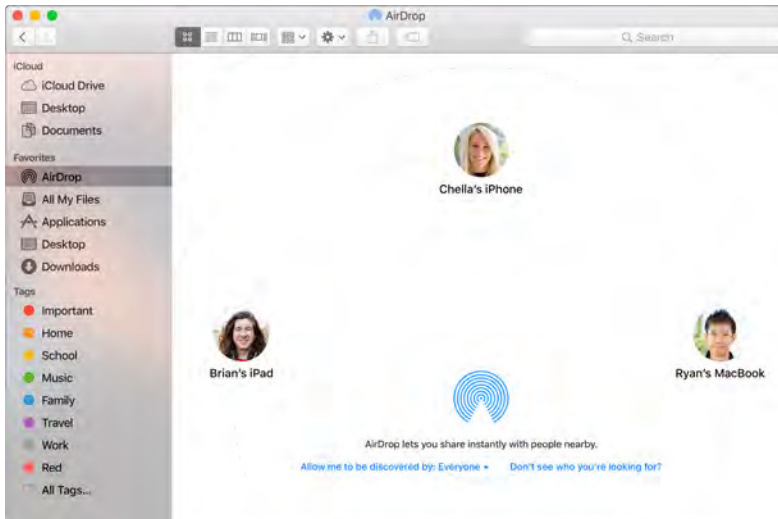 AirDrop
Search
iCloud
iCloud Drive
Desktop
Documents
Favorites
AirDrop
All My Files
Applications
Desktop
Downloads
Tags
Important
Home
School
Music
Family
Travel
Work
Red
All Tags...
Chella's iPhone
Brian's iPad
Ryan's MacBook
AirDrop lets you share instantly with people nearby.
Allow me to be discovered by: Everyone
Don't see who you're looking for?